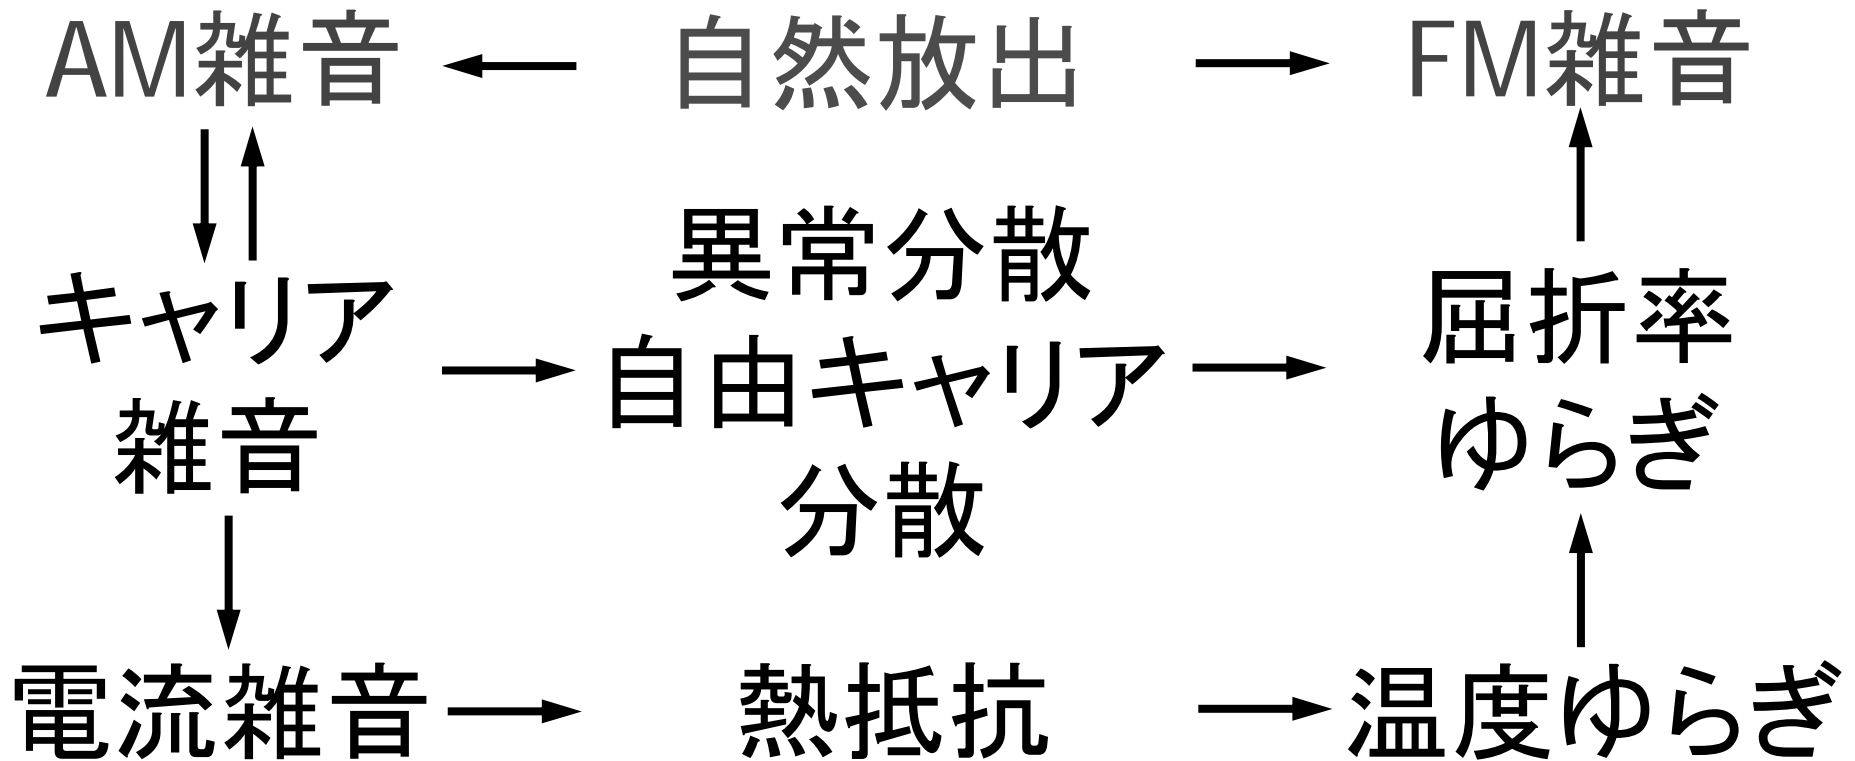 AM雑音
自然放出
FM雑音
キャリア
雑音
異常分散
自由キャリア
分散
屈折率
ゆらぎ
電流雑音
熱抵抗
温度ゆらぎ